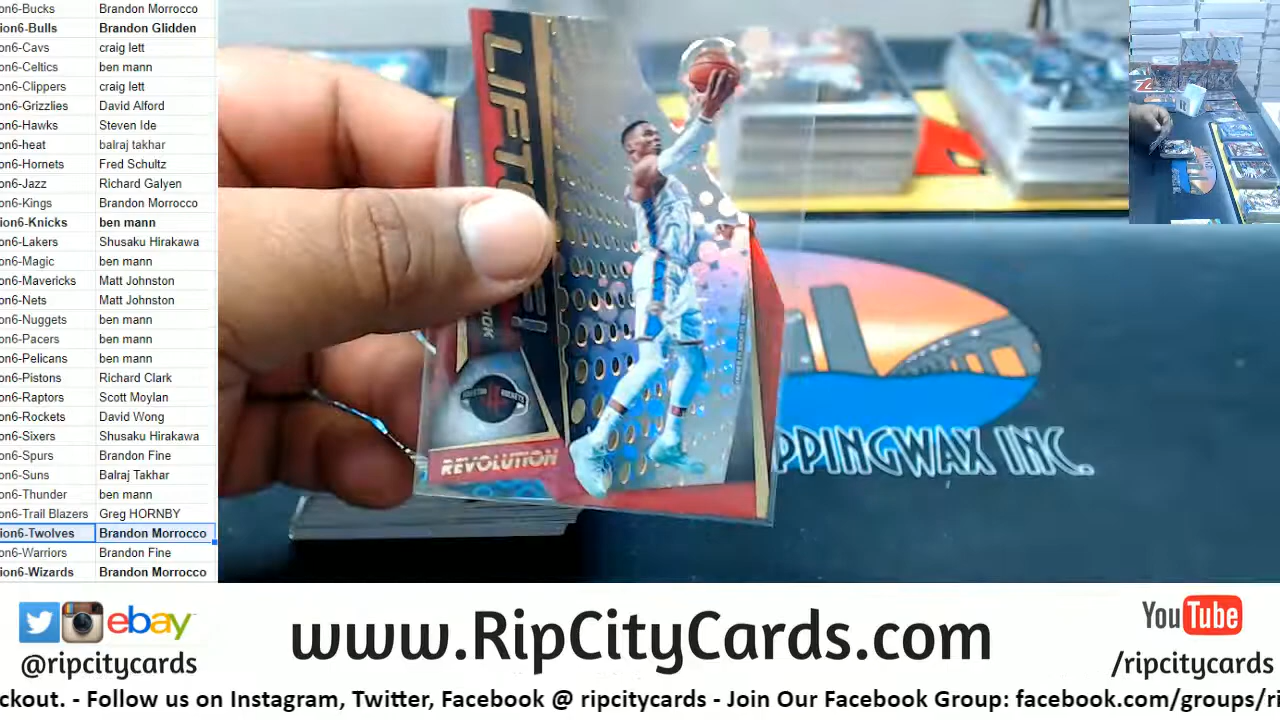 on6-Bucks Brandon Morrocco
ion6-Bulls Brandon Glidden
on6-Cavs craig lett
on6-Celtics ben mann
on6-Clippers craig lett
on6-Grizzlies David Alford
on6-Hawks Steven Ide
on6-heat balraj takhar
on6-Hornets Fred Schultz
on6-Jazz Richard Galyen
on6-Kings Brandon Morrocco
ion6-Knicks ben mann
on6-Lakers Shusaku Hirakawa
on6-Magic ben mann
on6-Mavericks Matt Johnston
on6-Nets Matt Johnston
on6-Nuggets ben mann
on6-Pacers ben mann
on6-Pelicans ben mann
on6-Pistons Richard Clark
on6-Raptors Scott Moylan
on6-Rockets David Wong
on6-Sixers Shusaku Hirakawa
on6-Spurs Brandon Fine
on6-Suns Balraj Takhar
on6-Thunder ben mann
on6-Trail Blazers Greg HORNBY
ion6-Twolves Brandon Morrocco
on6-Warriors Brandon Fine
ion6-Wizards Brandon Morrocco
LIFT
E!
OK
REVOLUTION
PPINGWAX INC.
ebay
@ripcitycards
www.RipCityCards.com
YouTube
/ripcitycards
ckout. - Follow us on Instagram, Twitter, Facebook @ ripcitycards - Join Our Facebook Group: facebook.com/groups/ri